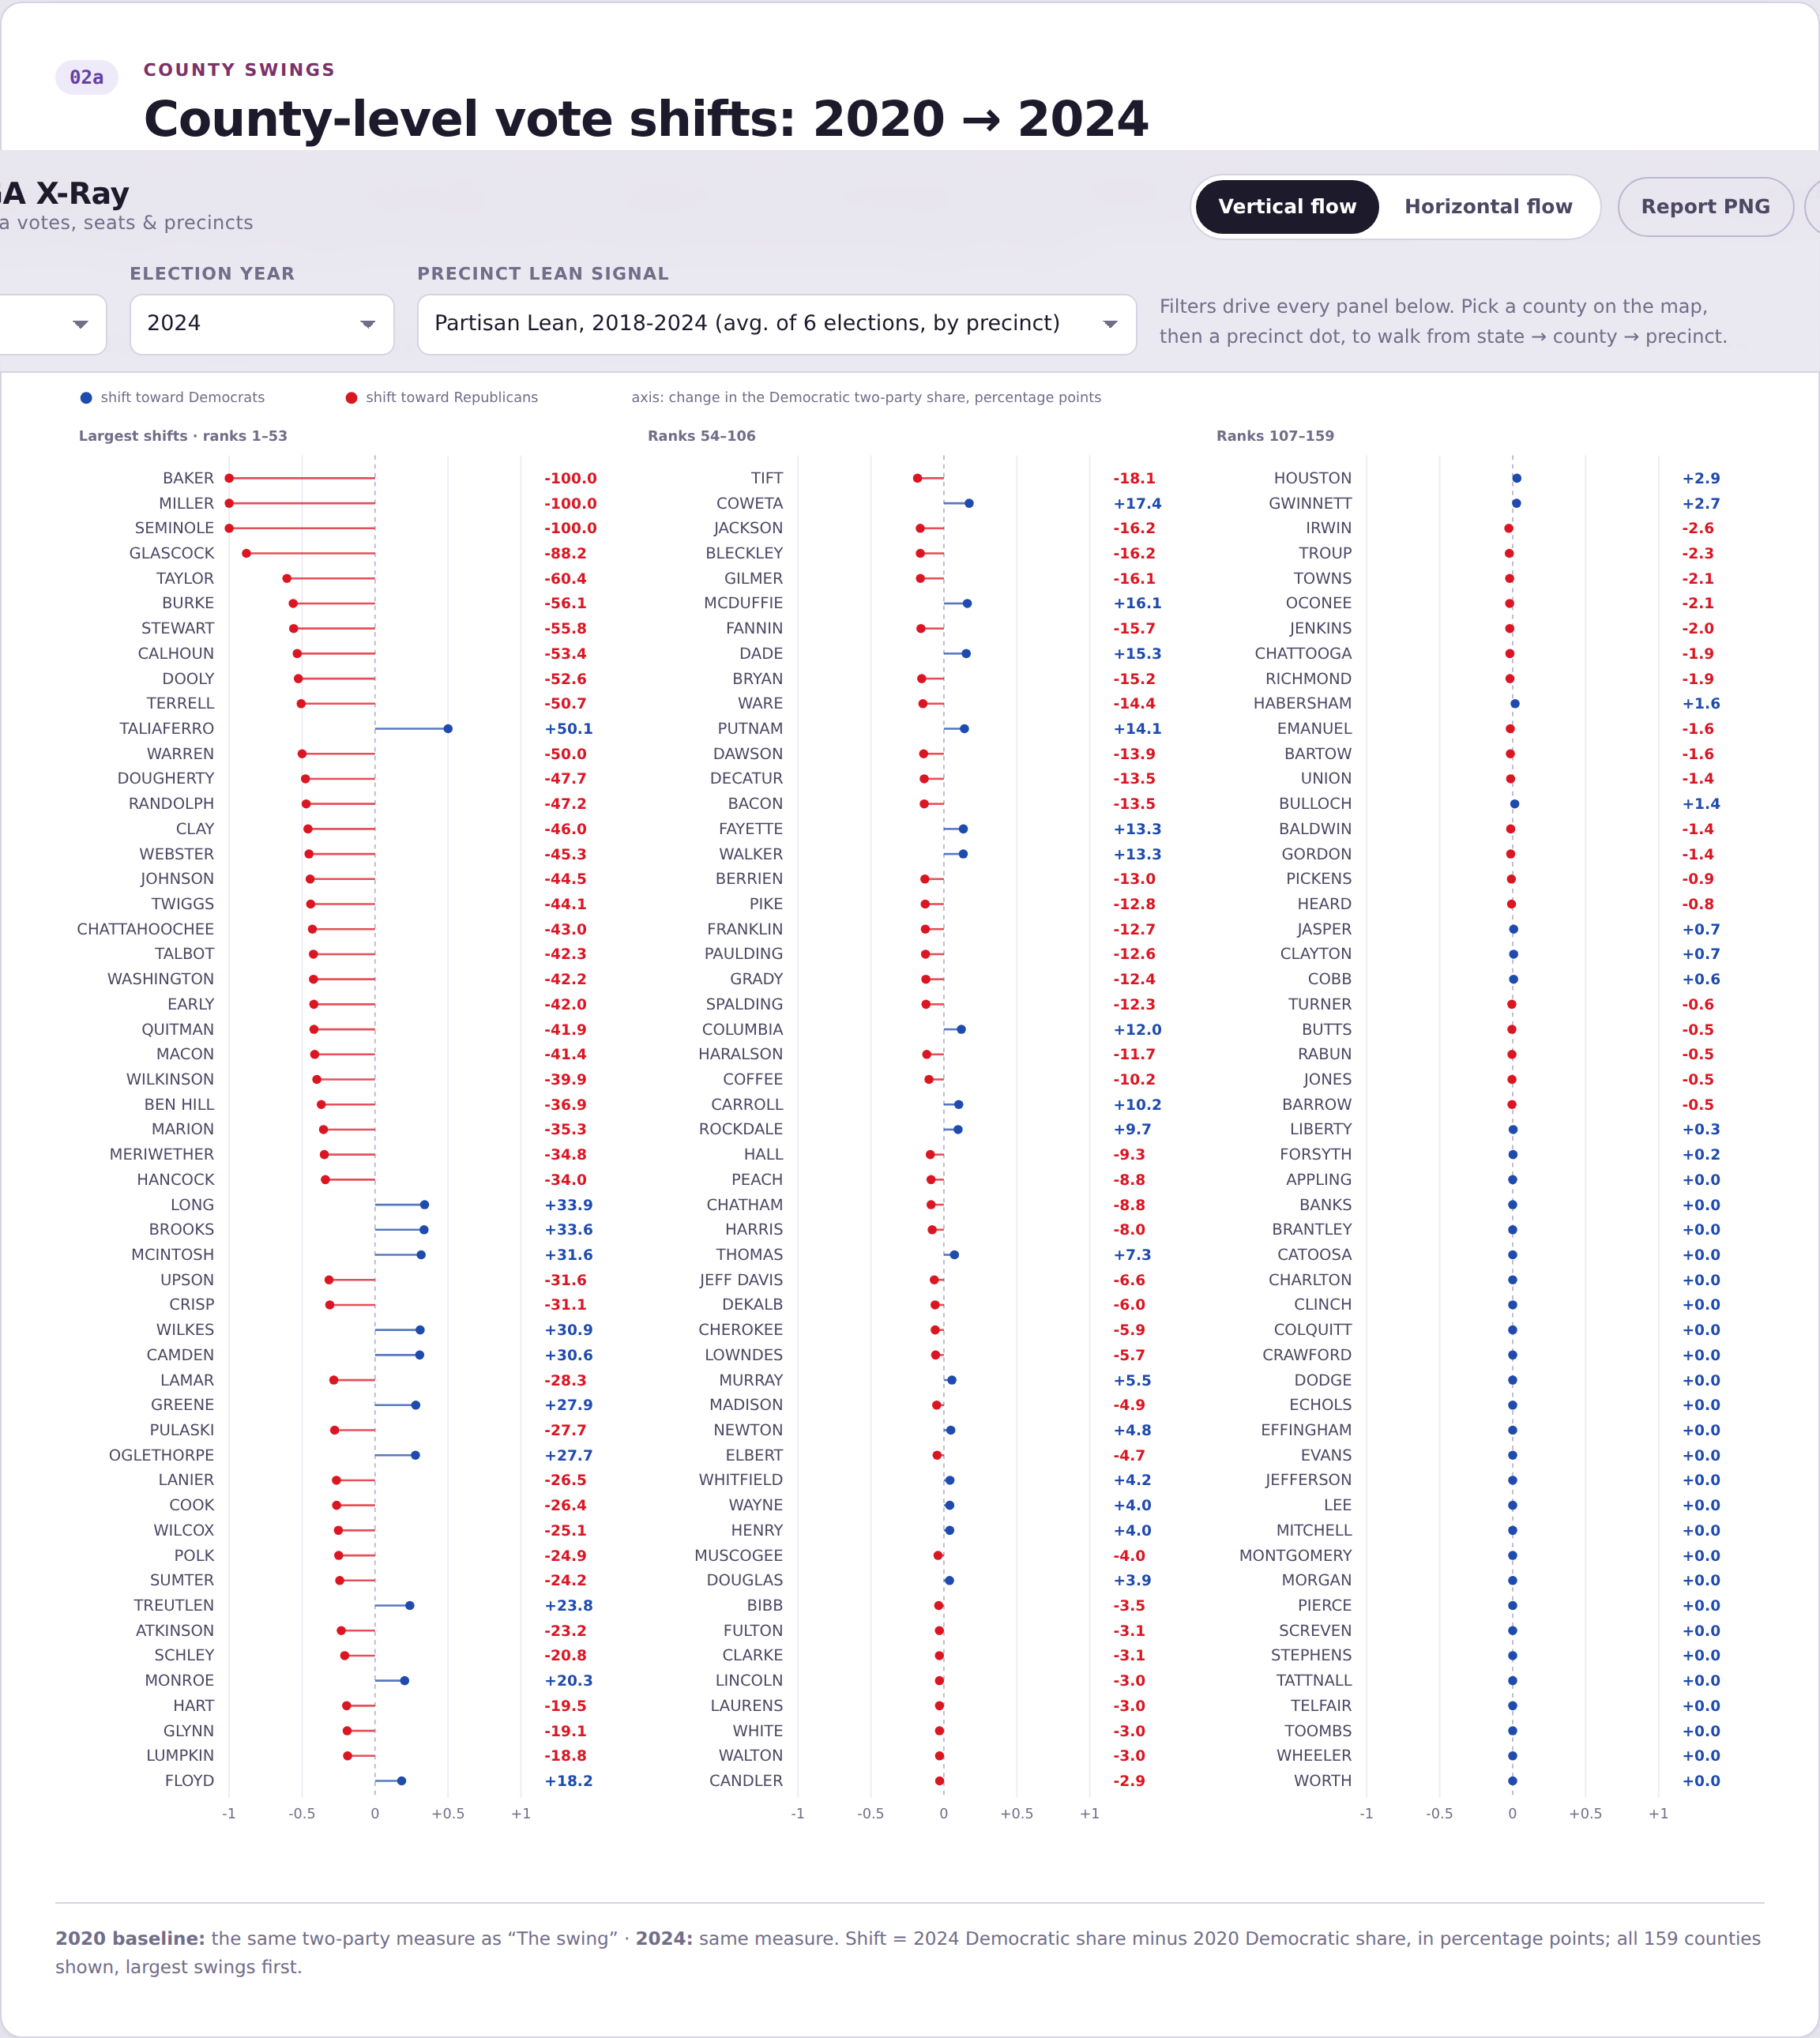 02a
COUNTY SWINGS
County-level vote shifts: 2020 → 2024
GA X-Ray
a votes, seats & precincts
Vertical flow
Horizontal flow
Report PNG
ELECTION YEAR
PRECINCT LEAN SIGNAL
2024
Partisan Lean, 2018-2024 (avg. of 6 elections, by precinct)
Filters drive every panel below. Pick a county on the map,
then a precinct dot, to walk from state → county → precinct.
shift toward Democrats
shift toward Republicans
axis: change in the Democratic two-party share, percentage points
Largest shifts · ranks 1–53
BAKER -100.0
MILLER -100.0
SEMINOLE -100.0
GLASCOCK -88.2
TAYLOR -60.4
BURKE -56.1
STEWART -55.8
CALHOUN -53.4
DOOLY -52.6
TERRELL -50.7
TALIAFERRO +50.1
WARREN -50.0
DOUGHERTY -47.7
RANDOLPH -47.2
CLAY -46.0
WEBSTER -45.3
JOHNSON -44.5
TWIGGS -44.1
CHATTAHOOCHEE -43.0
TALBOT -42.3
WASHINGTON -42.2
EARLY -42.0
QUITMAN -41.9
MACON -41.4
WILKINSON -39.9
BEN HILL -36.9
MARION -35.3
MERIWETHER -34.8
HANCOCK -34.0
LONG +33.9
BROOKS +33.6
MCINTOSH +31.6
UPSON -31.6
CRISP -31.1
WILKES +30.9
CAMDEN +30.6
LAMAR -28.3
GREENE +27.9
PULASKI -27.7
OGLETHORPE +27.7
LANIER -26.5
COOK -26.4
WILCOX -25.1
POLK -24.9
SUMTER -24.2
TREUTLEN +23.8
ATKINSON -23.2
SCHLEY -20.8
MONROE +20.3
HART -19.5
GLYNN -19.1
LUMPKIN -18.8
FLOYD +18.2
-1 -0.5 0 +0.5 +1
Ranks 54–106
TIFT -18.1
COWETA +17.4
JACKSON -16.2
BLECKLEY -16.2
GILMER -16.1
MCDUFFIE +16.1
FANNIN -15.7
DADE +15.3
BRYAN -15.2
WARE -14.4
PUTNAM +14.1
DAWSON -13.9
DECATUR -13.5
BACON -13.5
FAYETTE +13.3
WALKER +13.3
BERRIEN -13.0
PIKE -12.8
FRANKLIN -12.7
PAULDING -12.6
GRADY -12.4
SPALDING -12.3
COLUMBIA +12.0
HARALSON -11.7
COFFEE -10.2
CARROLL +10.2
ROCKDALE +9.7
HALL -9.3
PEACH -8.8
CHATHAM -8.8
HARRIS -8.0
THOMAS +7.3
JEFF DAVIS -6.6
DEKALB -6.0
CHEROKEE -5.9
LOWNDES -5.7
MURRAY +5.5
MADISON -4.9
NEWTON +4.8
ELBERT -4.7
WHITFIELD +4.2
WAYNE +4.0
HENRY +4.0
MUSCOGEE -4.0
DOUGLAS +3.9
BIBB -3.5
FULTON -3.1
CLARKE -3.1
LINCOLN -3.0
LAURENS -3.0
WHITE -3.0
WALTON -3.0
CANDLER -2.9
-1 -0.5 0 +0.5 +1
Ranks 107–159
HOUSTON +2.9
GWINNETT +2.7
IRWIN -2.6
TROUP -2.3
TOWNS -2.1
OCONEE -2.1
JENKINS -2.0
CHATTOOGA -1.9
RICHMOND -1.9
HABERSHAM +1.6
EMANUEL -1.6
BARTOW -1.6
UNION -1.4
BULLOCH +1.4
BALDWIN -1.4
GORDON -1.4
PICKENS -0.9
HEARD -0.8
JASPER +0.7
CLAYTON +0.7
COBB +0.6
TURNER -0.6
BUTTS -0.5
RABUN -0.5
JONES -0.5
BARROW -0.5
LIBERTY +0.3
FORSYTH +0.2
APPLING +0.0
BANKS +0.0
BRANTLEY +0.0
CATOOSA +0.0
CHARLTON +0.0
CLINCH +0.0
COLQUITT +0.0
CRAWFORD +0.0
DODGE +0.0
ECHOLS +0.0
EFFINGHAM +0.0
EVANS +0.0
JEFFERSON +0.0
LEE +0.0
MITCHELL +0.0
MONTGOMERY +0.0
MORGAN +0.0
PIERCE +0.0
SCREVEN +0.0
STEPHENS +0.0
TATTNALL +0.0
TELFAIR +0.0
TOOMBS +0.0
WHEELER +0.0
WORTH +0.0
-1 -0.5 0 +0.5 +1
2020 baseline: the same two-party measure as “The swing” · 2024: same measure. Shift = 2024 Democratic share minus 2020 Democratic share, in percentage points; all 159 counties
shown, largest swings first.